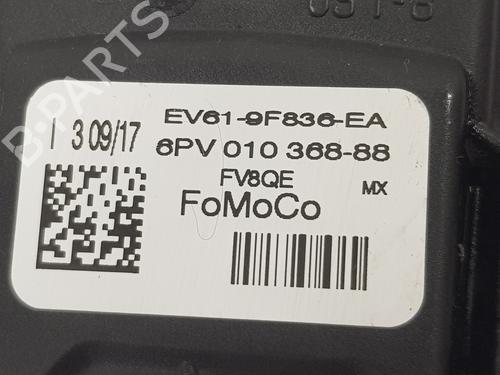 EV61-9F836-EA
I 3 09/17
6PV 010 368-88
FV8QE
MX
FoMoCo
B-PARTS